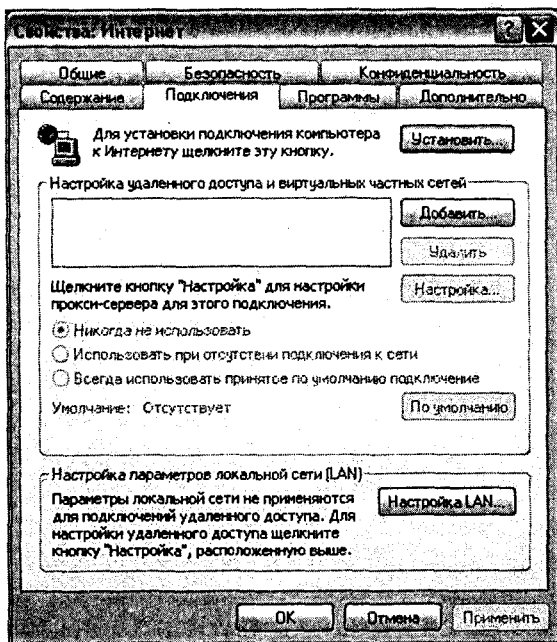 Свойства: Интернет
Общие
Безопасность
Конфиденциальность
Содержание
Подключения
Программы
Дополнительно
Для установки подключения компьютера
к Интернету щелкните эту кнопку.
Установить...
Настройка удаленного доступа и виртуальных частных сетей
Добавить...
Удалить
Щелкните кнопку "Настройка" для настройки
прокси-сервера для этого подключения.
Настройка...
Никогда не использовать
Использовать при отсутствии подключения к сети
Всегда использовать принятое по умолчанию подключение
Умолчание: Отсутствует
По умолчанию
Настройка параметров локальной сети (LAN)
Параметры локальной сети не применяются
для подключений удаленного доступа. Для
настройки удаленного доступа щелкните
кнопку "Настройка", расположенную выше.
Настройка LAN...
OK
Отмена
Применить